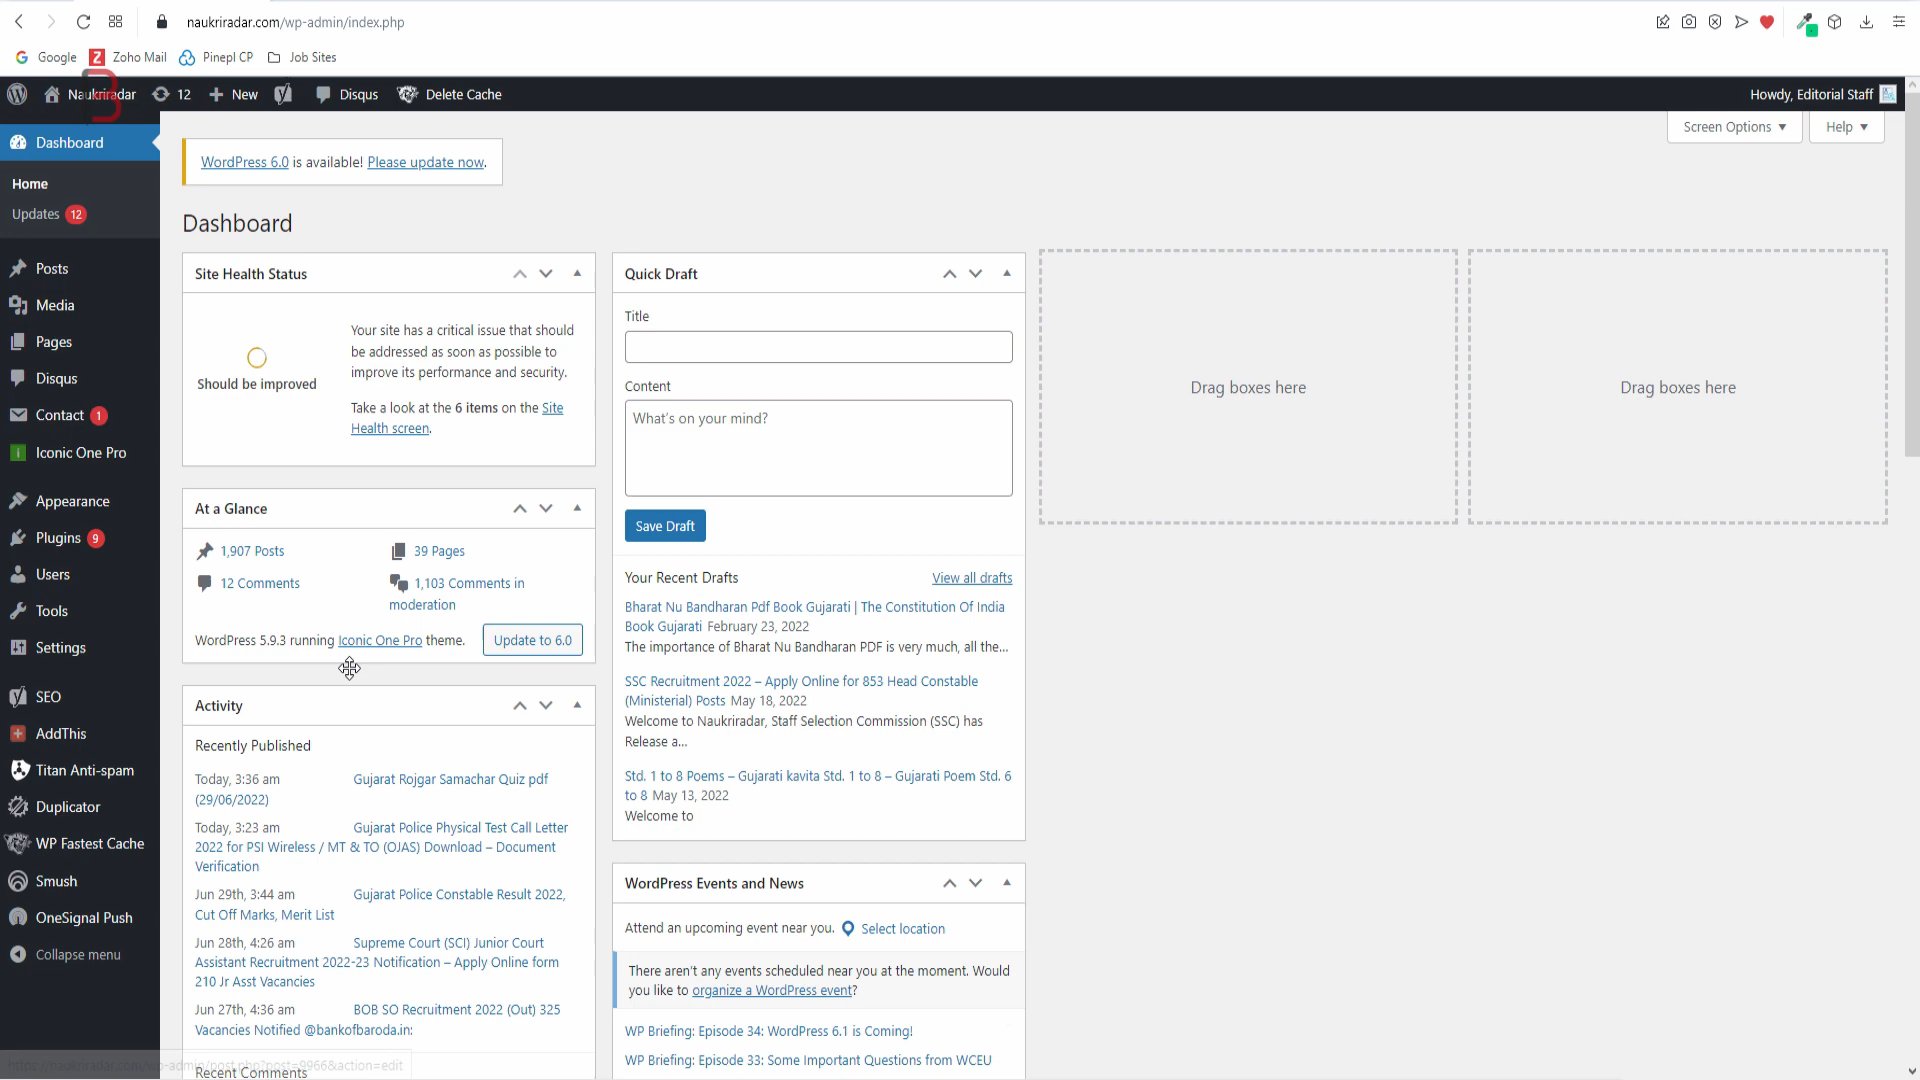 naukriradar.com/wp-admin/index.php
Google Zoho Mail Pinepl CP Job Sites
Naukriradar 12 New Disqus Delete Cache Howdy, Editorial Staff
Screen Options Help
Dashboard
Home
Updates 12
Posts
Media
Pages
Disqus
Contact 1
Iconic One Pro
Appearance
Plugins 9
Users
Tools
Settings
SEO
AddThis
Titan Anti-spam
Duplicator
WP Fastest Cache
Smush
OneSignal Push
Collapse menu
WordPress 6.0 is available! Please update now.
Dashboard
Site Health Status
Should be improved
Your site has a critical issue that should
be addressed as soon as possible to
improve its performance and security.
Take a look at the 6 items on the Site
Health screen.
At a Glance
1,907 Posts 39 Pages
12 Comments 1,103 Comments in
moderation
WordPress 5.9.3 running Iconic One Pro theme. Update to 6.0
Activity
Recently Published
Today, 3:36 am Gujarat Rojgar Samachar Quiz pdf
(29/06/2022)
Today, 3:23 am Gujarat Police Physical Test Call Letter
2022 for PSI Wireless / MT & TO (OJAS) Download – Document
Verification
Jun 29th, 3:44 am Gujarat Police Constable Result 2022,
Cut Off Marks, Merit List
Jun 28th, 4:26 am Supreme Court (SCI) Junior Court
Assistant Recruitment 2022-23 Notification – Apply Online form
210 Jr Asst Vacancies
Jun 27th, 4:36 am BOB SO Recruitment 2022 (Out) 325
Vacancies Notified @bankofbaroda.in:
Recent Comments
Quick Draft
Title
Content
What's on your mind?
Save Draft
Your Recent Drafts View all drafts
Bharat Nu Bandharan Pdf Book Gujarati | The Constitution Of India
Book Gujarati February 23, 2022
The importance of Bharat Nu Bandharan PDF is very much, all the…
SSC Recruitment 2022 – Apply Online for 853 Head Constable
(Ministerial) Posts May 18, 2022
Welcome to Naukriradar, Staff Selection Commission (SSC) has
Release a…
Std. 1 to 8 Poems – Gujarati kavita Std. 1 to 8 – Gujarati Poem Std. 6
to 8 May 13, 2022
Welcome to
WordPress Events and News
Attend an upcoming event near you. Select location
There aren't any events scheduled near you at the moment. Would
you like to organize a WordPress event?
WP Briefing: Episode 34: WordPress 6.1 is Coming!
WP Briefing: Episode 33: Some Important Questions from WCEU
Drag boxes here
Drag boxes here
https://naukriradar.com/wp-admin/post.php?post=9966&action=edit